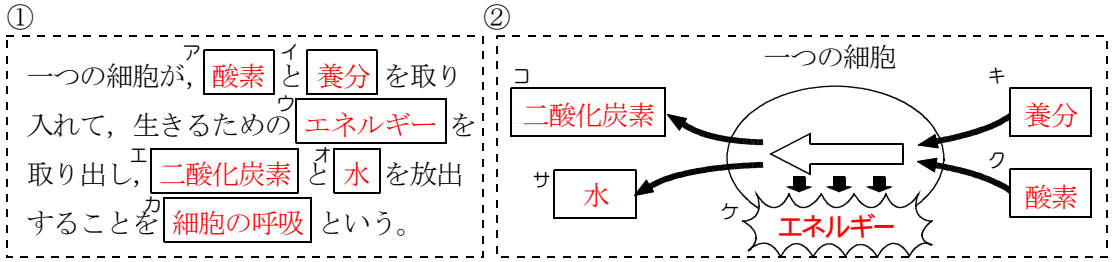 ①
一つの細胞が,ア酸素とイ養分を取り
入れて，生きるためのウエネルギーを
取り出し,エ二酸化炭素とオ水を放出
することをカ細胞の呼吸という。
②
一つの細胞
コ
二酸化炭素
キ
養分
サ
水
ク
酸素
ケ
エネルギー